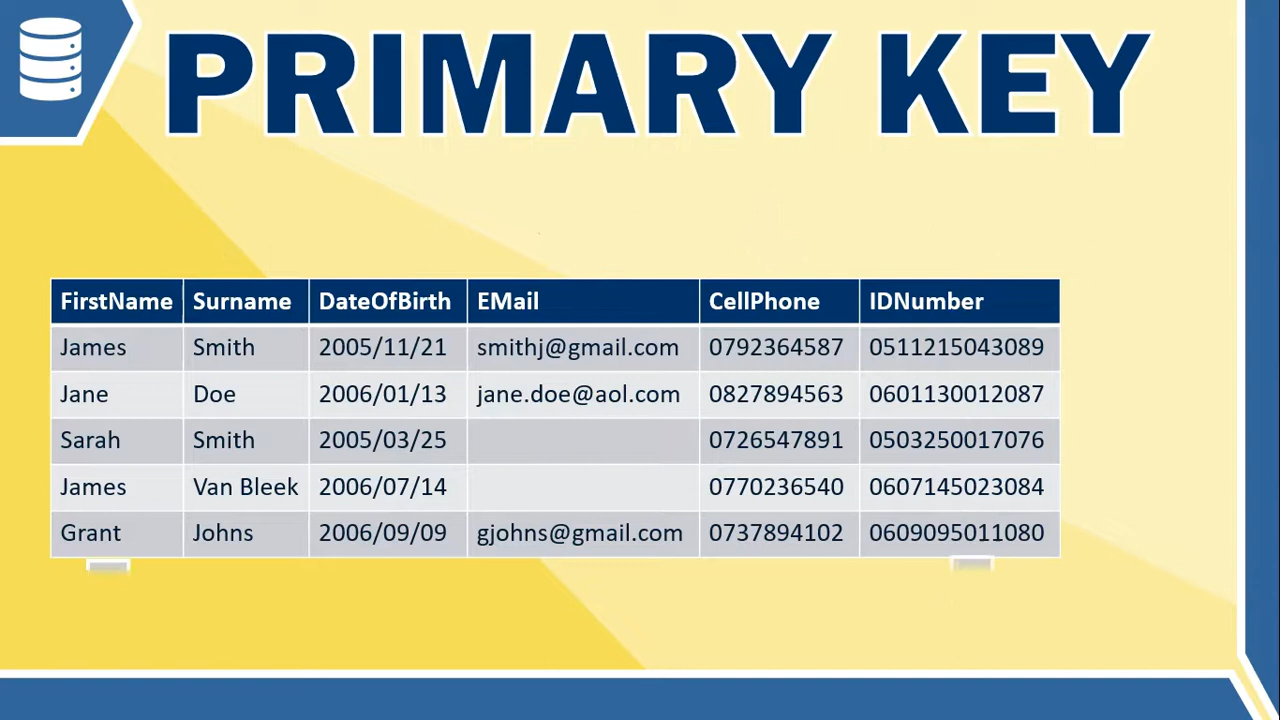 PRIMARY KEY
FirstName Surname DateOfBirth EMail CellPhone IDNumber
James Smith 2005/11/21 smithj@gmail.com 0792364587 0511215043089
Jane Doe 2006/01/13 jane.doe@aol.com 0827894563 0601130012087
Sarah Smith 2005/03/25 0726547891 0503250017076
James Van Bleek 2006/07/14 0770236540 0607145023084
Grant Johns 2006/09/09 gjohns@gmail.com 0737894102 0609095011080